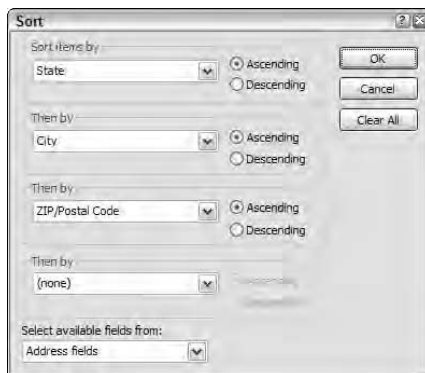 Sort
Sort items by
State
Ascending
Descending
OK
Cancel
Clear All
Then by
City
Ascending
Descending
Then by
ZIP/Postal Code
Ascending
Descending
Then by
(none)
Select available fields from:
Address fields